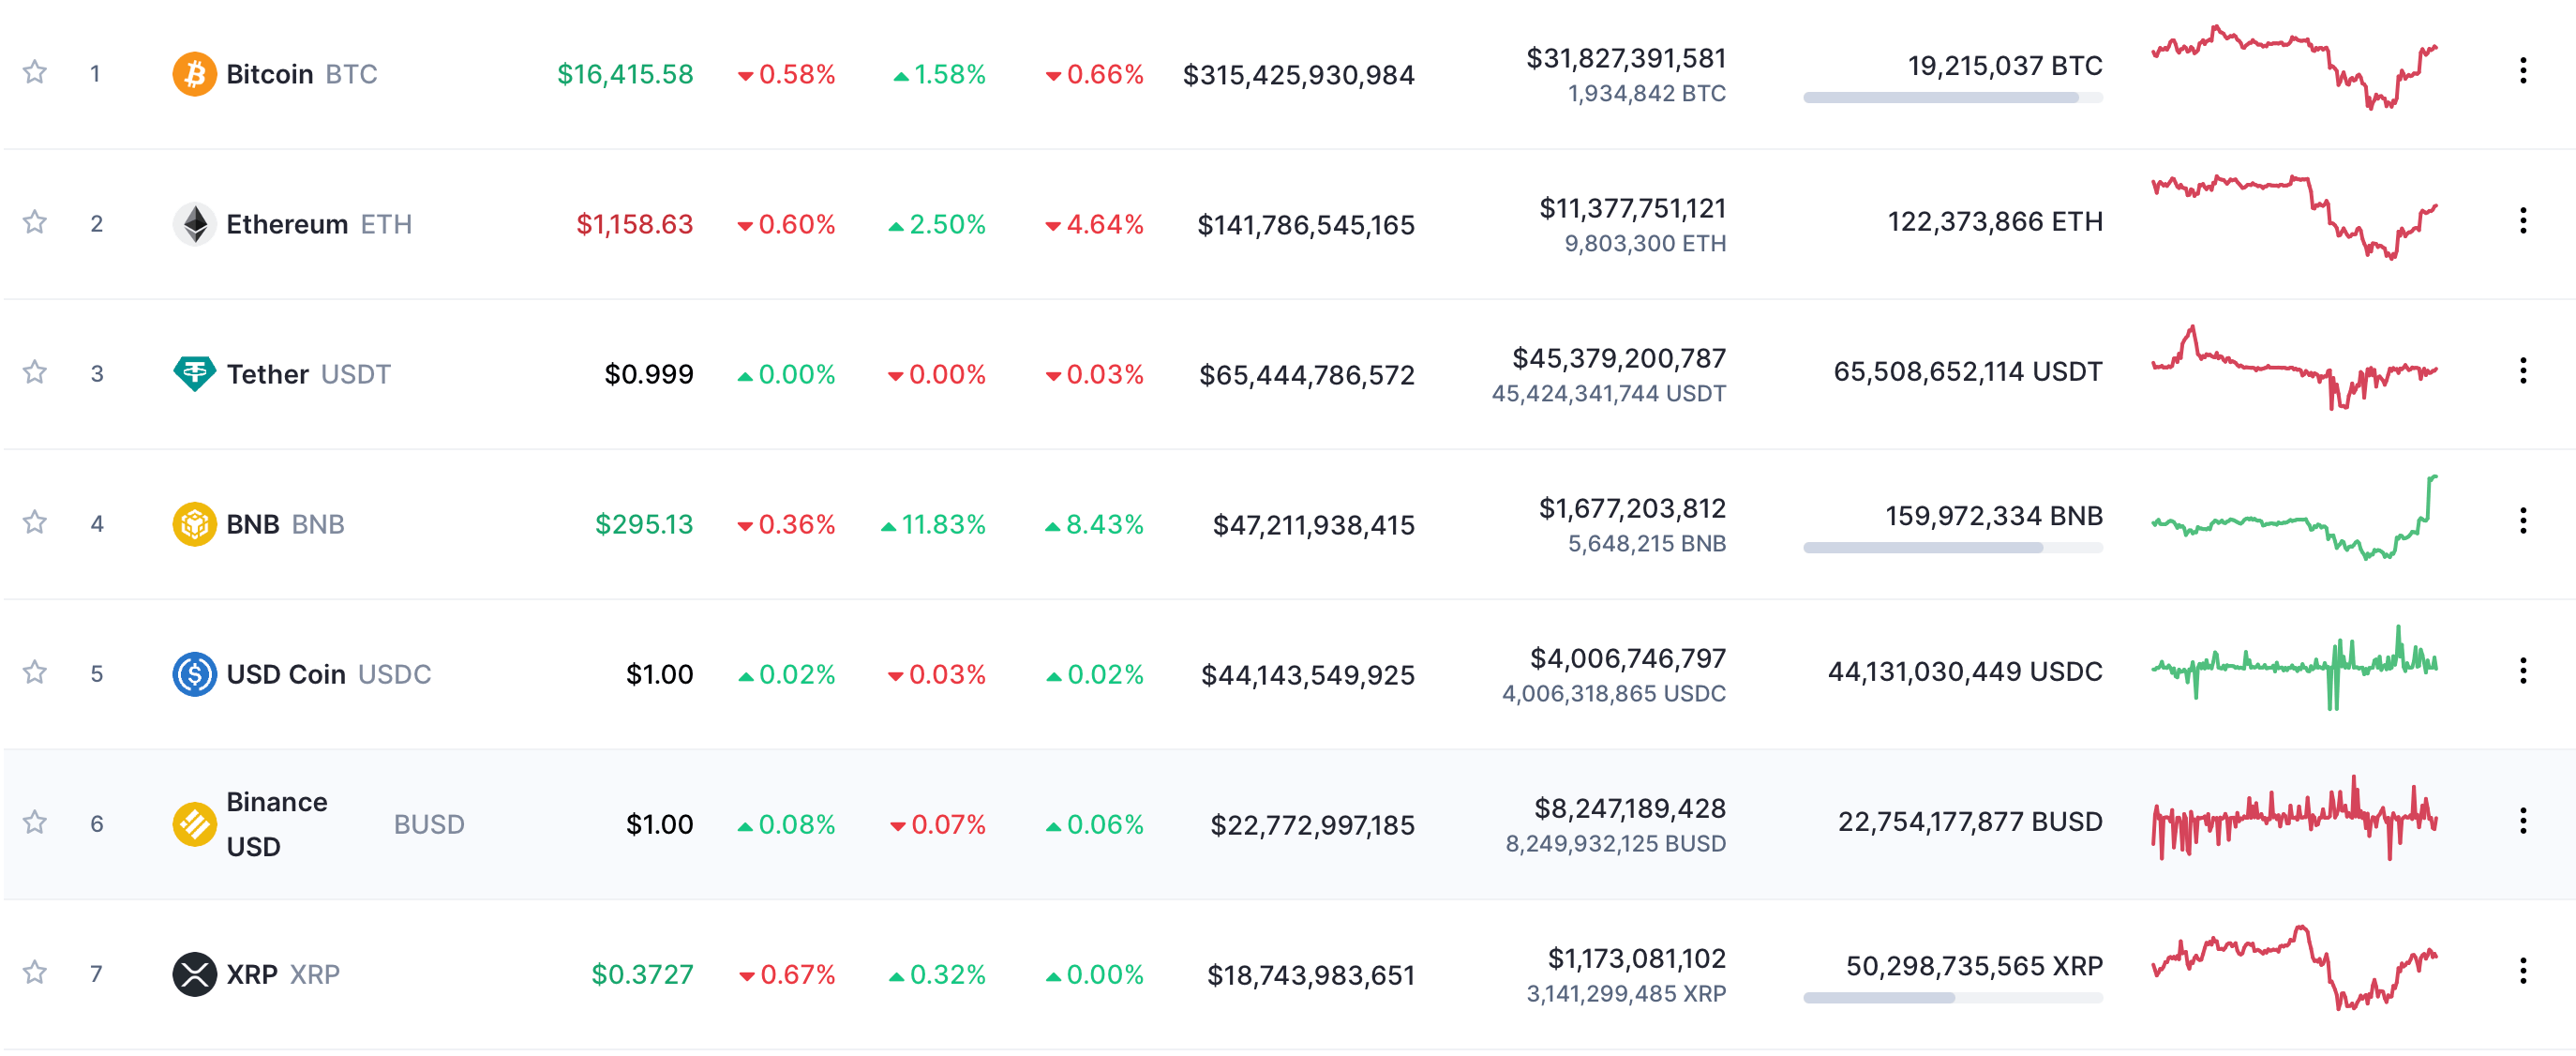 1 Bitcoin BTC $16,415.58 0.58% 1.58% 0.66% $315,425,930,984 $31,827,391,581 19,215,037 BTC
1,934,842 BTC
2 Ethereum ETH $1,158.63 0.60% 2.50% 4.64% $141,786,545,165 $11,377,751,121 122,373,866 ETH
9,803,300 ETH
3 Tether USDT $0.999 0.00% 0.00% 0.03% $65,444,786,572 $45,379,200,787 65,508,652,114 USDT
45,424,341,744 USDT
4 BNB BNB $295.13 0.36% 11.83% 8.43% $47,211,938,415 $1,677,203,812 159,972,334 BNB
5,648,215 BNB
5 USD Coin USDC $1.00 0.02% 0.03% 0.02% $44,143,549,925 $4,006,746,797 44,131,030,449 USDC
4,006,318,865 USDC
6 Binance USD BUSD $1.00 0.08% 0.07% 0.06% $22,772,997,185 $8,247,189,428 22,754,177,877 BUSD
8,249,932,125 BUSD
7 XRP XRP $0.3727 0.67% 0.32% 0.00% $18,743,983,651 $1,173,081,102 50,298,735,565 XRP
3,141,299,485 XRP